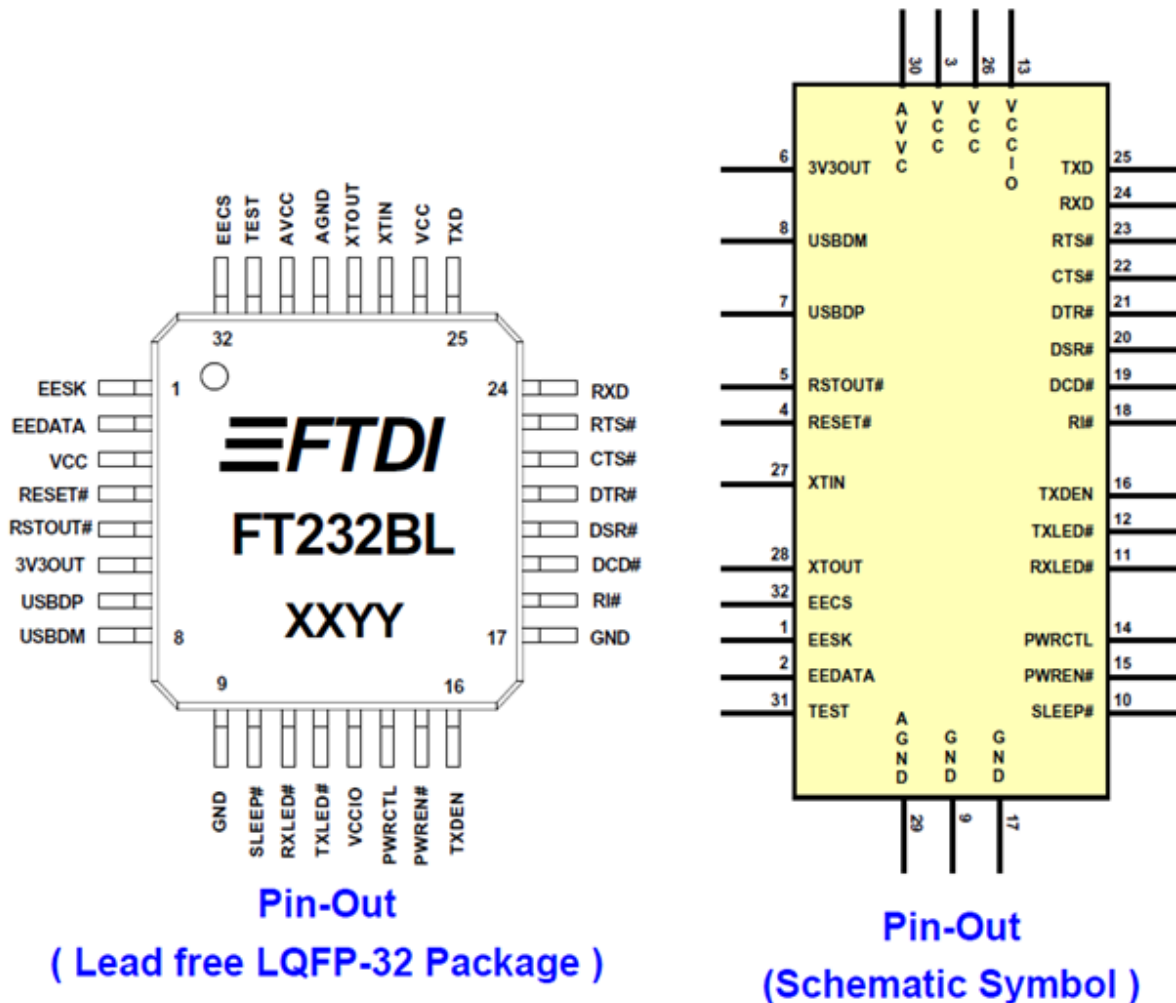 EECS
TEST
AVCC
AGND
XTOUT
XTIN
VCC
TXD
32
25
EESK
EEDATA
VCC
RESET#
RSTOUT#
3V3OUT
USBDP
USBDM
1
8
FTDI
FT232BL
XXYY
24
17
RXD
RTS#
CTS#
DTR#
DSR#
DCD#
RI#
GND
9
16
GND
SLEEP#
RXLED#
TXLED#
VCCIO
PWRCTL
PWREN#
TXDEN
Pin-Out
( Lead free LQFP-32 Package )
30
3
26
13
AVVC
VCC
VCC
VCCIO
6 3V3OUT
8 USBDM
7 USBDP
5 RSTOUT#
4 RESET#
27 XTIN
28 XTOUT
32 EECS
1 EESK
2 EEDATA
31 TEST
TXD 25
RXD 24
RTS# 23
CTS# 22
DTR# 21
DSR# 20
DCD# 19
RI# 18
TXDEN 16
TXLED# 12
RXLED# 11
PWRCTL 14
PWREN# 15
SLEEP# 10
AGND
GND
GND
29
9
17
Pin-Out
(Schematic Symbol )